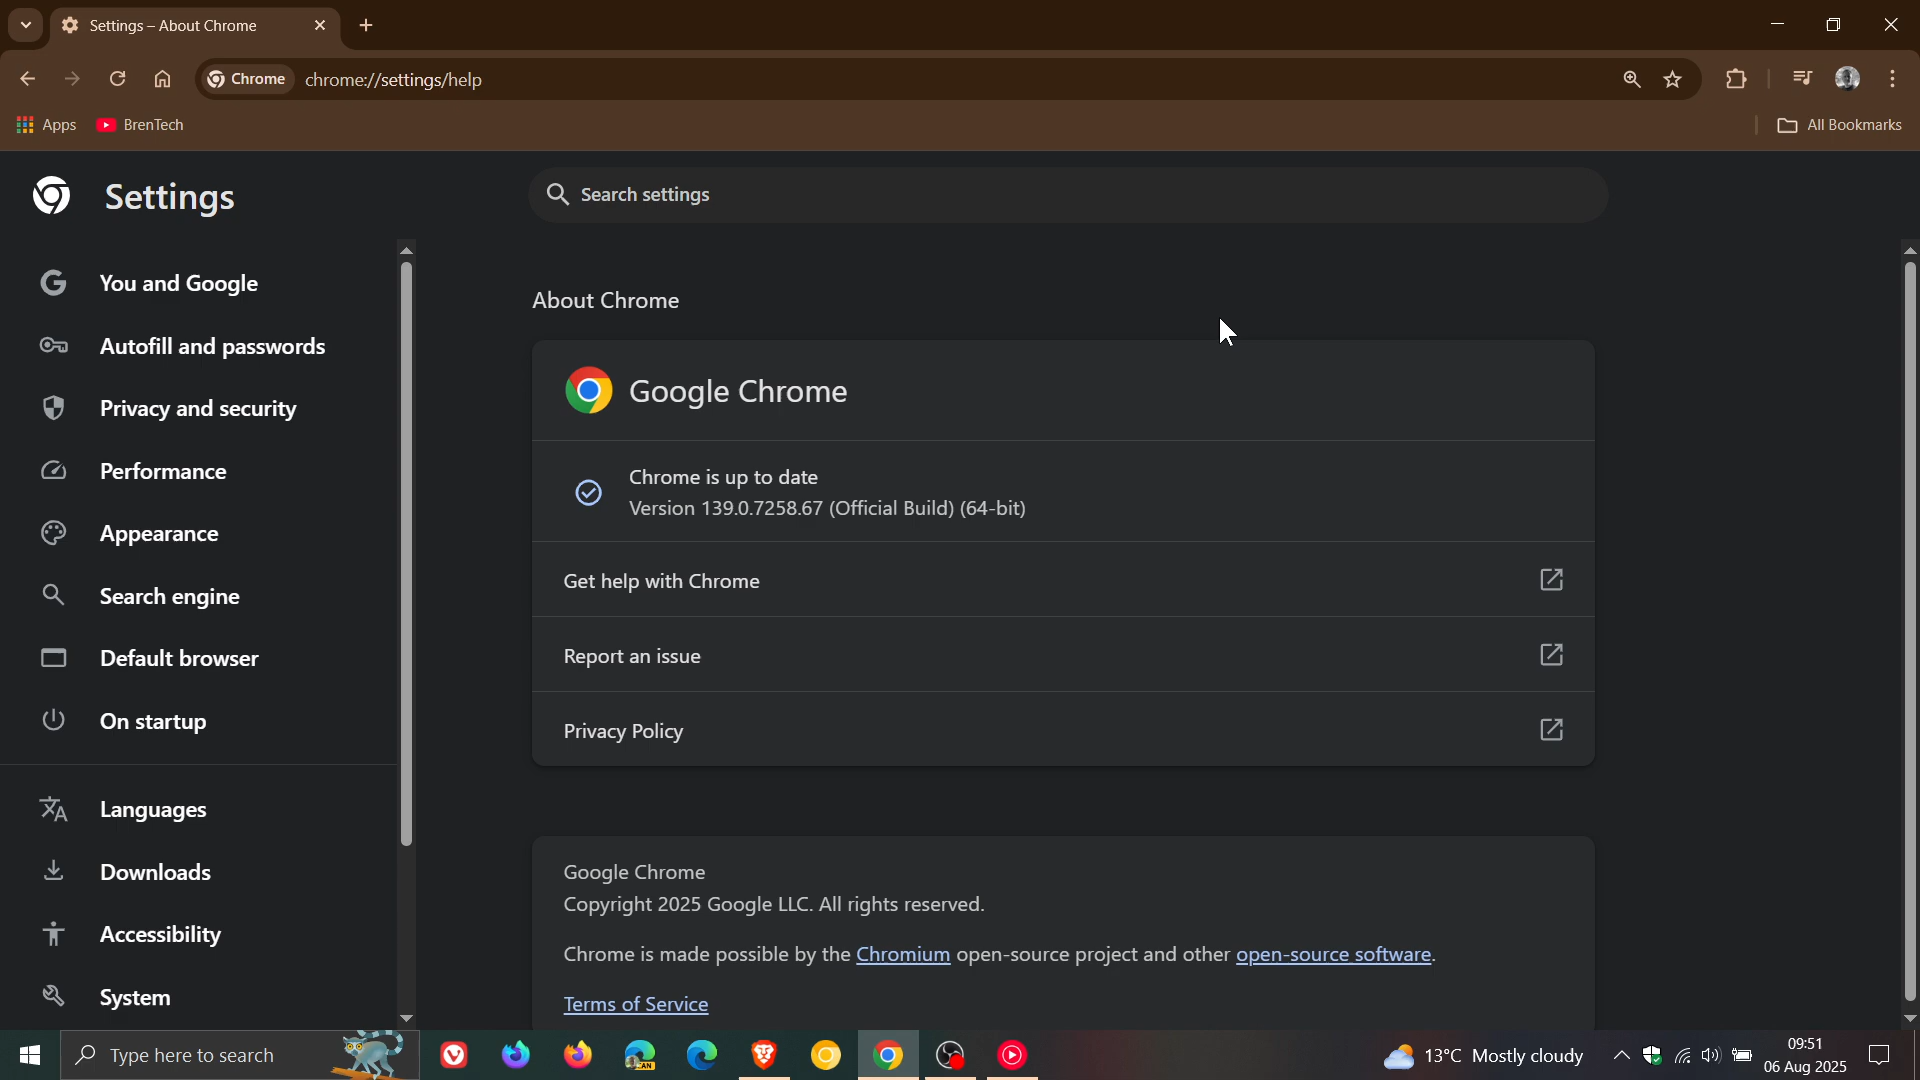 Settings – About Chrome
Chrome
chrome://settings/help
Apps
BrenTech
All Bookmarks
Settings
Search settings
You and Google
Autofill and passwords
Privacy and security
Performance
Appearance
Search engine
Default browser
On startup
Languages
Downloads
Accessibility
System
About Chrome
Google Chrome
Chrome is up to date
Version 139.0.7258.67 (Official Build) (64-bit)
Get help with Chrome
Report an issue
Privacy Policy
Google Chrome
Copyright 2025 Google LLC. All rights reserved.
Chrome is made possible by the Chromium open-source project and other open-source software.
Terms of Service
Type here to search
CAN
13°C Mostly cloudy
09:51
06 Aug 2025